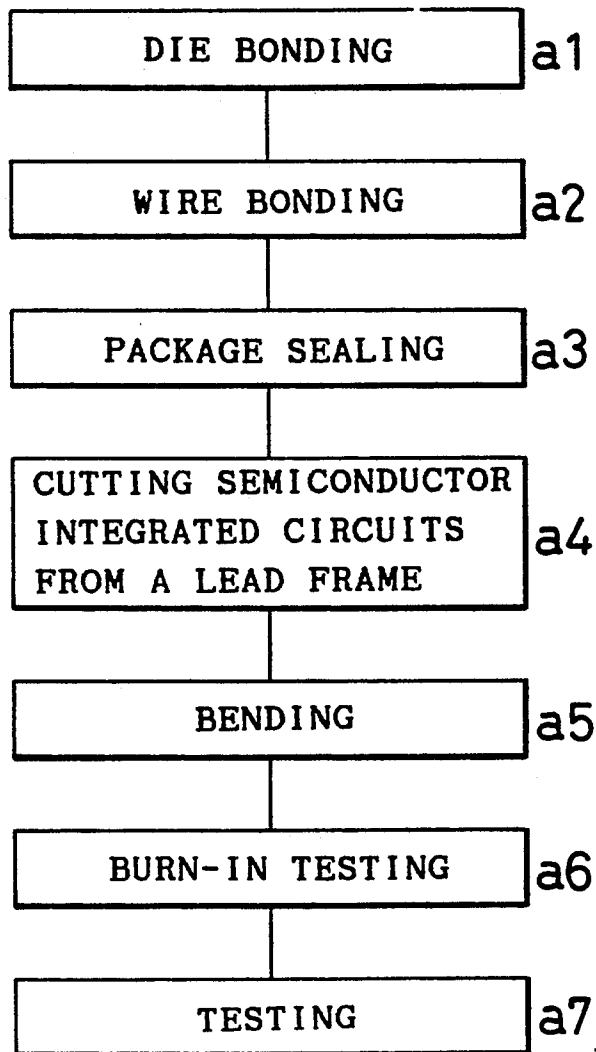 DIE BONDING a1
WIRE BONDING a2
PACKAGE SEALING a3
CUTTING SEMICONDUCTOR
INTEGRATED CIRCUITS a4
FROM A LEAD FRAME
BENDING a5
BURN-IN TESTING a6
TESTING a7